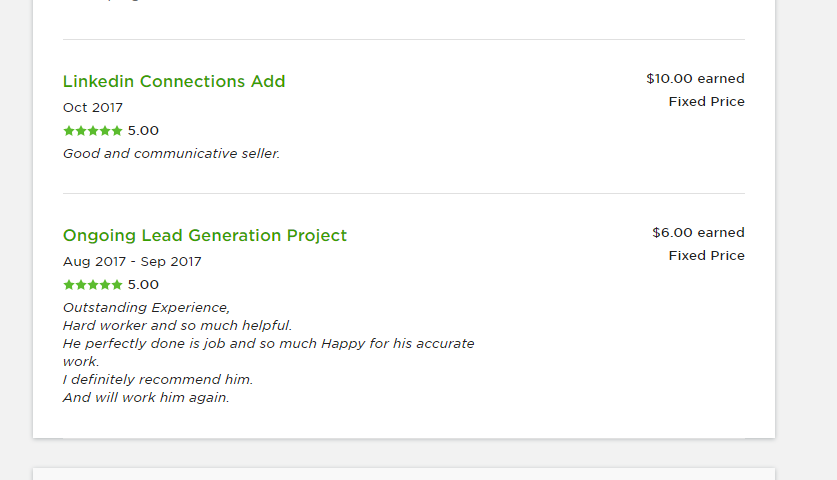 Linkedin Connections Add
$10.00 earned
Oct 2017
Fixed Price
5.00
Good and communicative seller.
Ongoing Lead Generation Project
$6.00 earned
Aug 2017 - Sep 2017
Fixed Price
5.00
Outstanding Experience,
Hard worker and so much helpful.
He perfectly done is job and so much Happy for his accurate
work.
I definitely recommend him.
And will work him again.